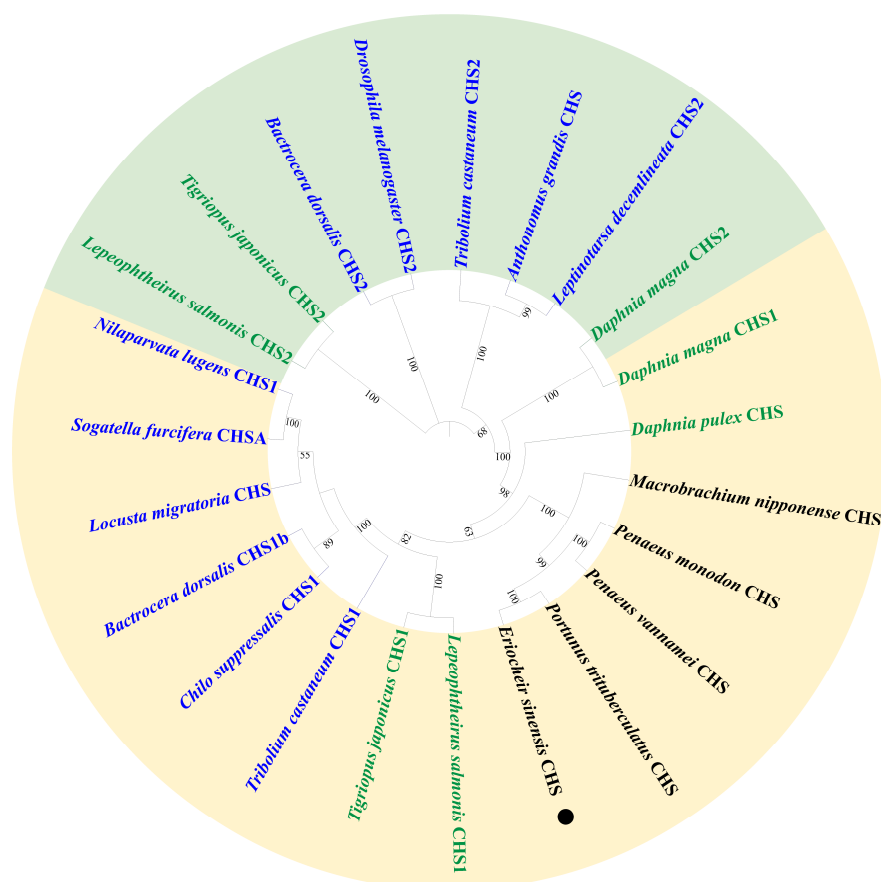 Drosophila melanogaster CHS2
Tribolium castaneum CHS2
Anthonomus grandis CHS
Leptinotarsa decemlineata CHS2
Daphnia magna CHS2
Daphnia magna CHS1
Daphnia pulex CHS
Macrobrachium nipponense CHS
Penaeus monodon CHS
Penaeus vannamei CHS
Portunus trituberculatus CHS
Eriocheir sinensis CHS
Lepeophtheirus salmonis CHS1
Tigriopus japonicus CHS1
Tribolium castaneum CHS1
Chilo suppressalis CHS1
Bactrocera dorsalis CHS1b
Locusta migratoria CHS
Sogatella furcifera CHSA
Nilaparvata lugens CHS1
Lepeophtheirus salmonis CHS2
Tigriopus japonicus CHS2
Bactrocera dorsalis CHS2
99
100
100
100
100
68
100
98
100
55
100
89
82
63
100
100
99
100
100